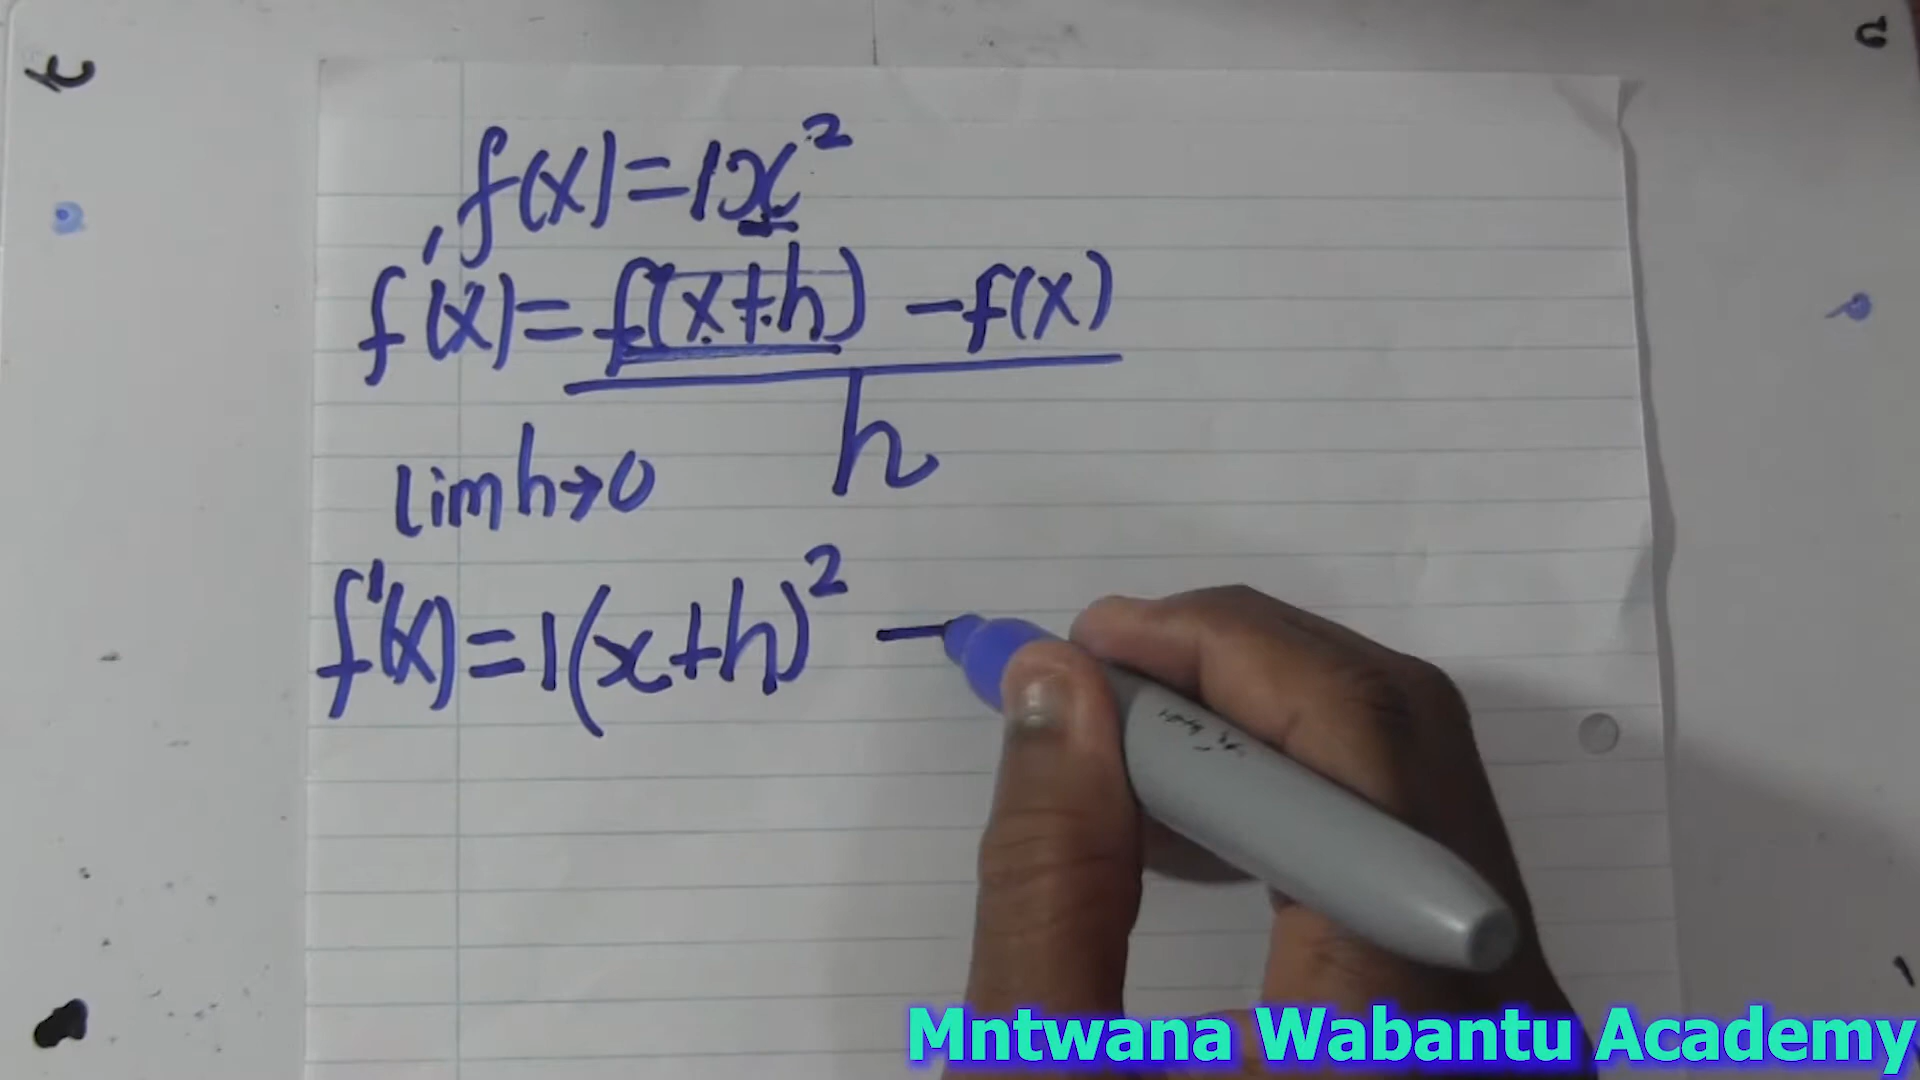 f(x)=1x²
f'(x)=f(x+h) -f(x)
h
lim h→0
f'(x)=1(x+h)² —
Mntwana Wabantu Academy